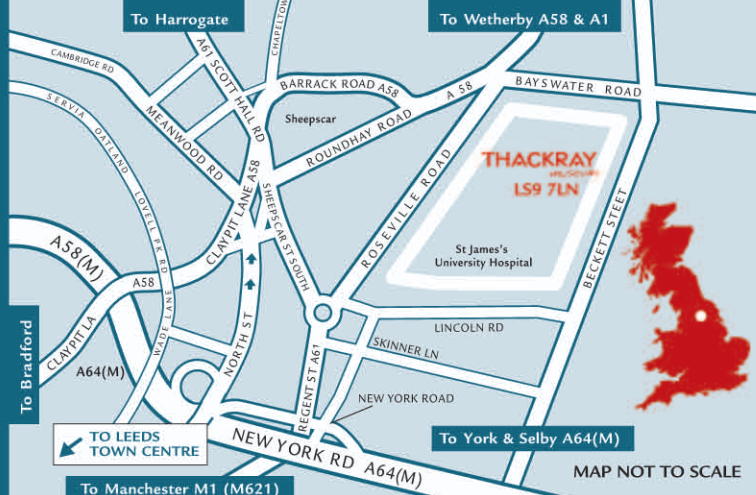 To Harrogate
To Wetherby A58 & A1
CHAPELTOW
CAMBRIDGE RD
A61 SCOTT HALL RD
BARRACK ROAD A58
A 58
BAYSWATER ROAD
SERVIA
OATLAND
LOVELL PK RD
MEANWOOD RD
Sheepscar
ROUNDHAY ROAD
THACKRAY
museum
LS9 7LN
CLAYPIT LANE A58
SHEEPSCAR ST SOUTH
ROSEVILLE ROAD
BECKETT STREET
St James's
University Hospital
A58(M)
A58
CLAYPIT LA
WADE LANE
NORTH ST
LINCOLN RD
SKINNER LN
To Bradford
A64(M)
REGENT ST A61
NEW YORK ROAD
TO LEEDS
TOWN CENTRE
NEW YORK RD A64(M)
To York & Selby A64(M)
MAP NOT TO SCALE
To Manchester M1 (M621)